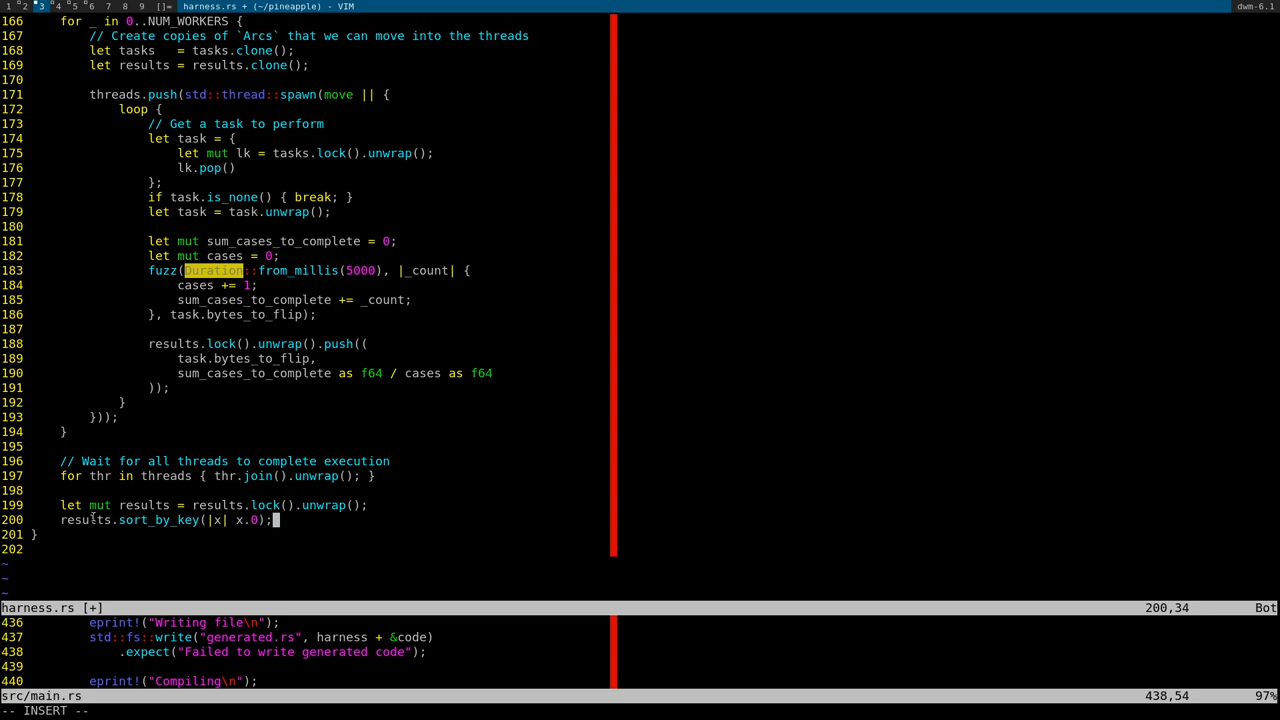 1 2 3 4 5 6 7 8 9 []= harness.rs + (~/pineapple) - VIM dwm-6.1
166     for _ in 0..NUM_WORKERS {
167         // Create copies of `Arcs` that we can move into the threads
168         let tasks   = tasks.clone();
169         let results = results.clone();
170
171         threads.push(std::thread::spawn(move || {
172             loop {
173                 // Get a task to perform
174                 let task = {
175                     let mut lk = tasks.lock().unwrap();
176                     lk.pop()
177                 };
178                 if task.is_none() { break; }
179                 let task = task.unwrap();
180
181                 let mut sum_cases_to_complete = 0;
182                 let mut cases = 0;
183                 fuzz(Duration::from_millis(5000), |_count| {
184                     cases += 1;
185                     sum_cases_to_complete += _count;
186                 }, task.bytes_to_flip);
187
188                 results.lock().unwrap().push((
189                     task.bytes_to_flip,
190                     sum_cases_to_complete as f64 / cases as f64
191                 ));
192             }
193         }));
194     }
195
196     // Wait for all threads to complete execution
197     for thr in threads { thr.join().unwrap(); }
198
199     let mut results = results.lock().unwrap();
200     results.sort_by_key(|x| x.0);
201 }
202
~
~
~
harness.rs [+] 200,34 Bot
436         eprint!("Writing file\n");
437         std::fs::write("generated.rs", harness + &code)
438             .expect("Failed to write generated code");
439
440         eprint!("Compiling\n");
src/main.rs 438,54 97%
-- INSERT --